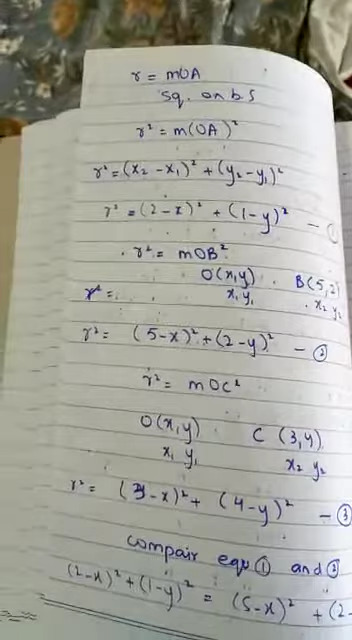 r = mOA
Sq. on b S
r² = m(OA)²
r² = (x₂ - x₁)² + (y₂ - y₁)²
r² = (2-x)² + (1-y)² — ①
r² = mOB²
O(x,y) . B(5,2)
r² = x₁ y₁ . x₂ y₂
r² = (5-x)² + (2-y)² — ②
r² = mOC²
O(x,y) C (3,4)
x₁ y₁ x₂ y₂
r² = (3-x)² + (4-y)² — ③
compair equ ① and ②
(2-x)² + (1-y)² = (5-x)² + (2-